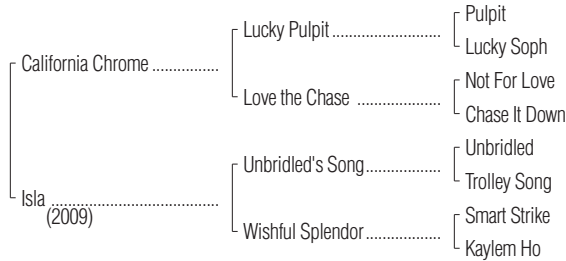 Pulpit
Lucky Pulpit
Lucky Soph
California Chrome
Not For Love
Love the Chase
Chase It Down
Unbridled
Unbridled's Song
Trolley Song
Isla
(2009)
Smart Strike
Wishful Splendor
Kaylem Ho